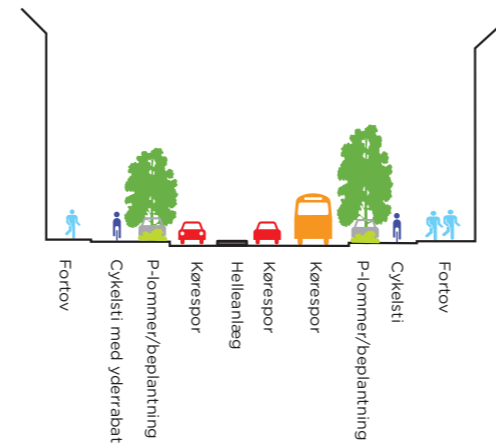 Fortov
Cykelsti med yderrabat
P-lommer/beplantning
Kørespor
Helleanlæg
Kørespor
Kørespor
P-lommer/beplantning
Cykelsti
Fortov